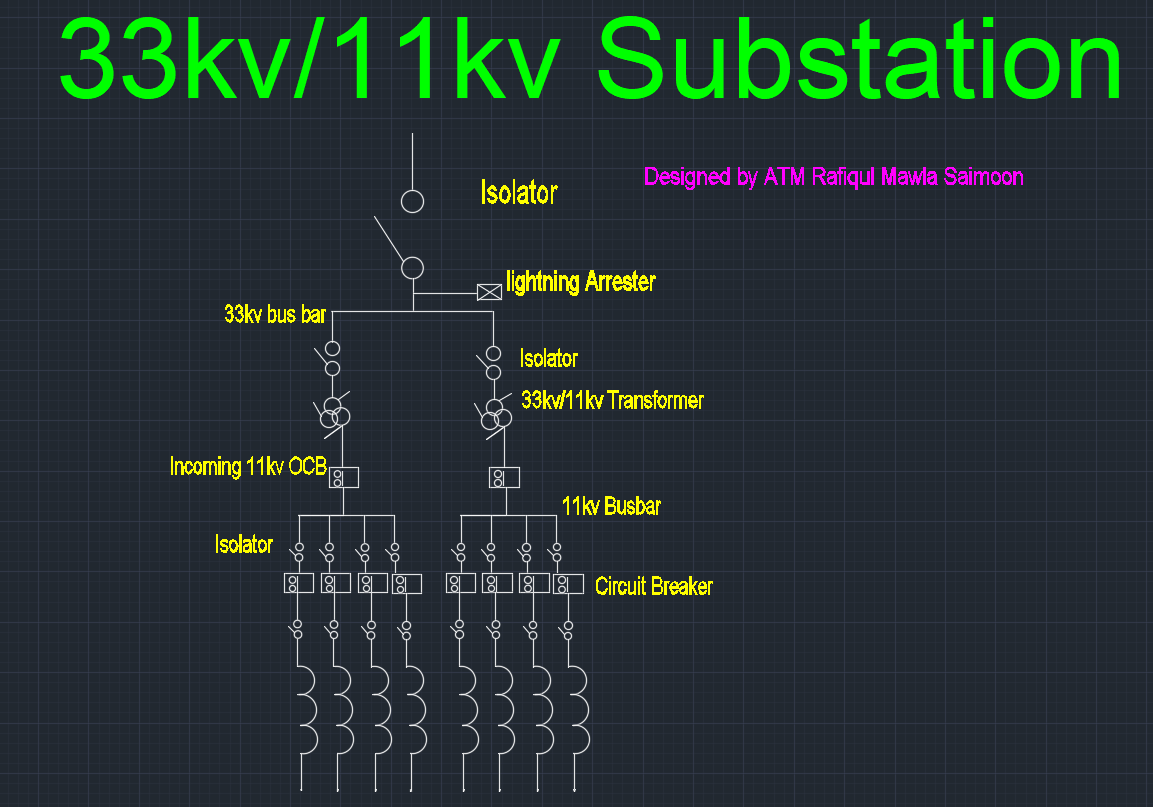 33kv/11kv Substation
Designed by ATM Rafiqul Mawla Saimoon
Isolator
lightning Arrester
33kv bus bar
Isolator
33kv/11kv Transformer
Incoming 11kv OCB
11kv Busbar
Isolator
Circuit Breaker